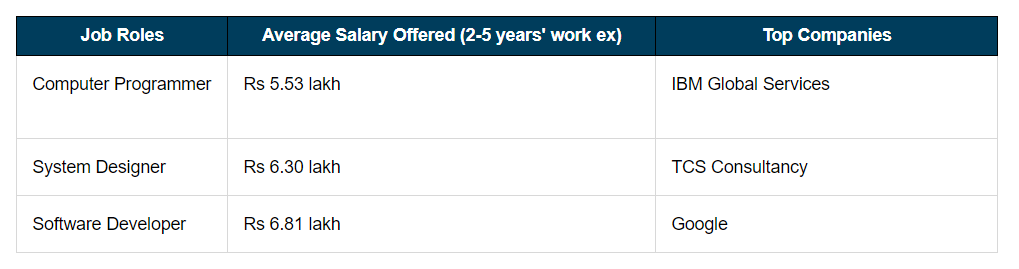 Job Roles Average Salary Offered (2-5 years' work ex) Top Companies
Computer Programmer Rs 5.53 lakh IBM Global Services
System Designer Rs 6.30 lakh TCS Consultancy
Software Developer Rs 6.81 lakh Google